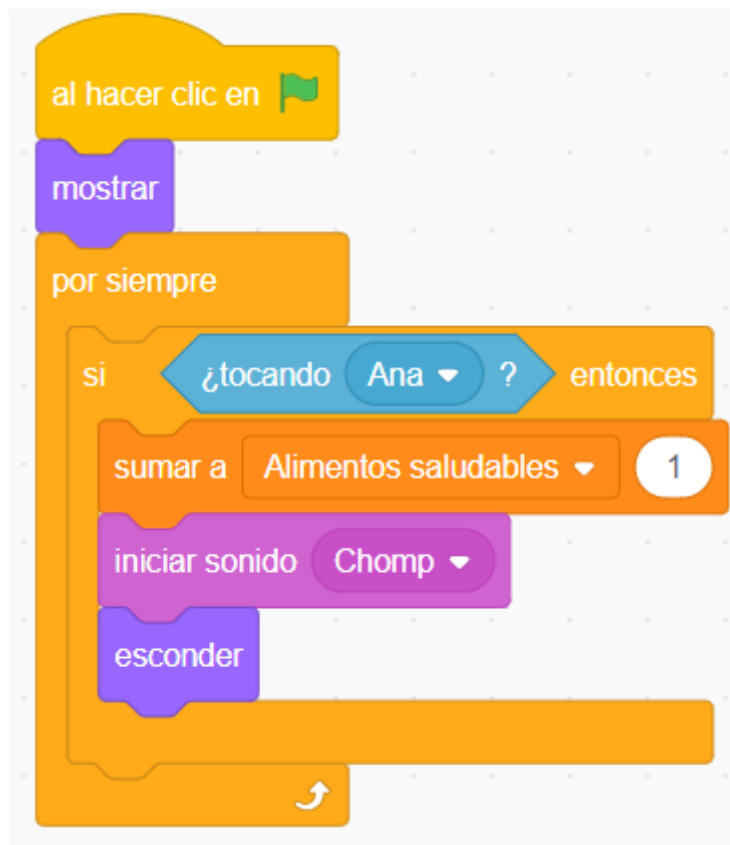 al hacer clic en
mostrar
por siempre
si ¿tocando Ana ? entonces
sumar a Alimentos saludables 1
iniciar sonido Chomp
esconder